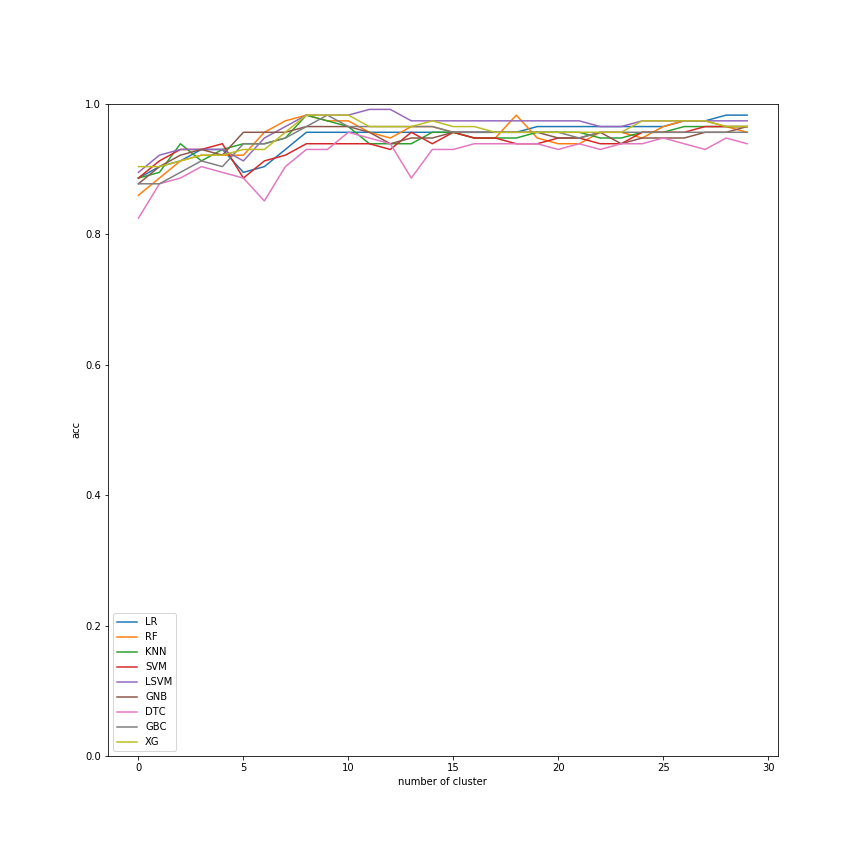 1.0
0.8
0.6
0.4
0.2
0.0
acc
LR
RF
KNN
SVM
LSVM
GNB
DTC
GBC
XG
0 5 10 15 20 25 30
number of cluster